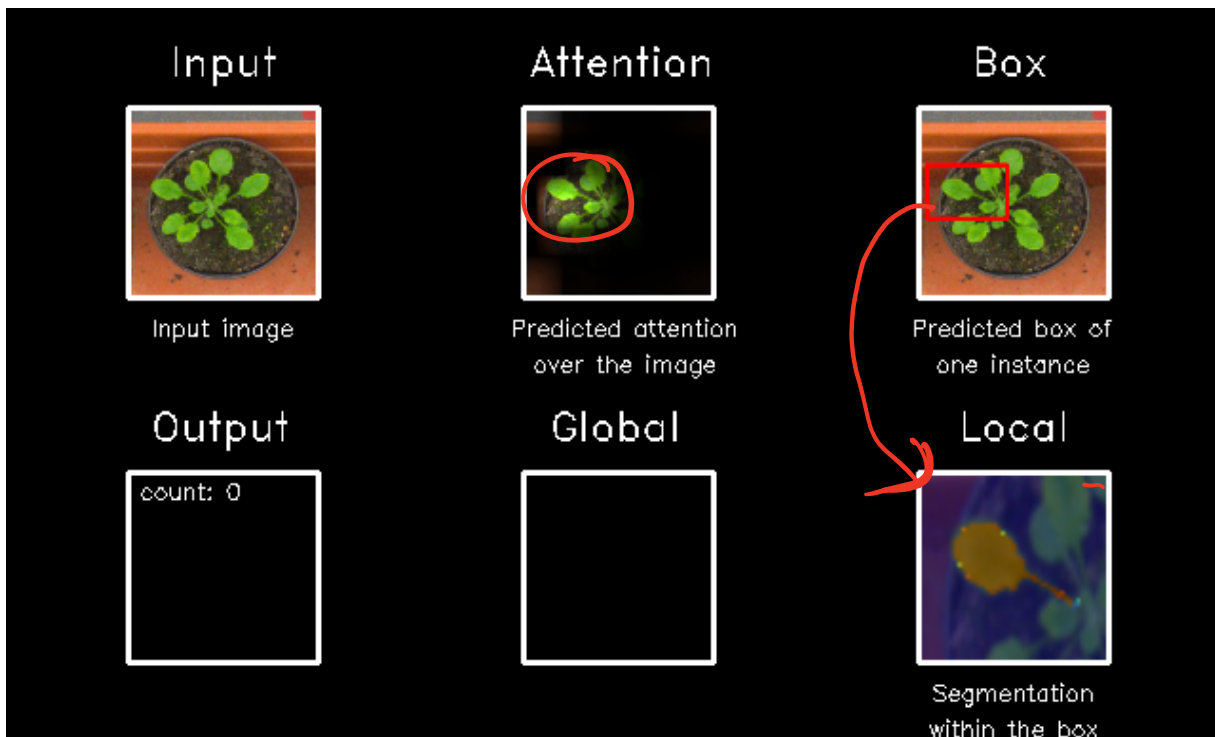 Input
Attention
Box
Input image
Predicted attention
over the image
Predicted box of
one instance
Output
Global
Local
count: 0
Segmentation
within the box